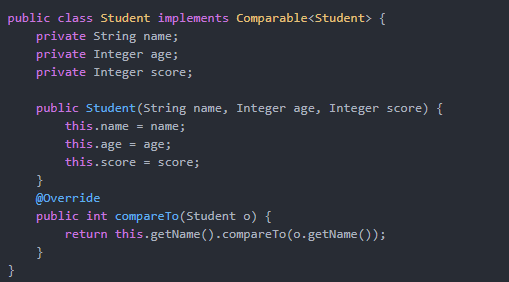 public class Student implements Comparable<Student> {
    private String name;
    private Integer age;
    private Integer score;

    public Student(String name, Integer age, Integer score) {
        this.name = name;
        this.age = age;
        this.score = score;
    }
    @Override
    public int compareTo(Student o) {
        return this.getName().compareTo(o.getName());
    }
}